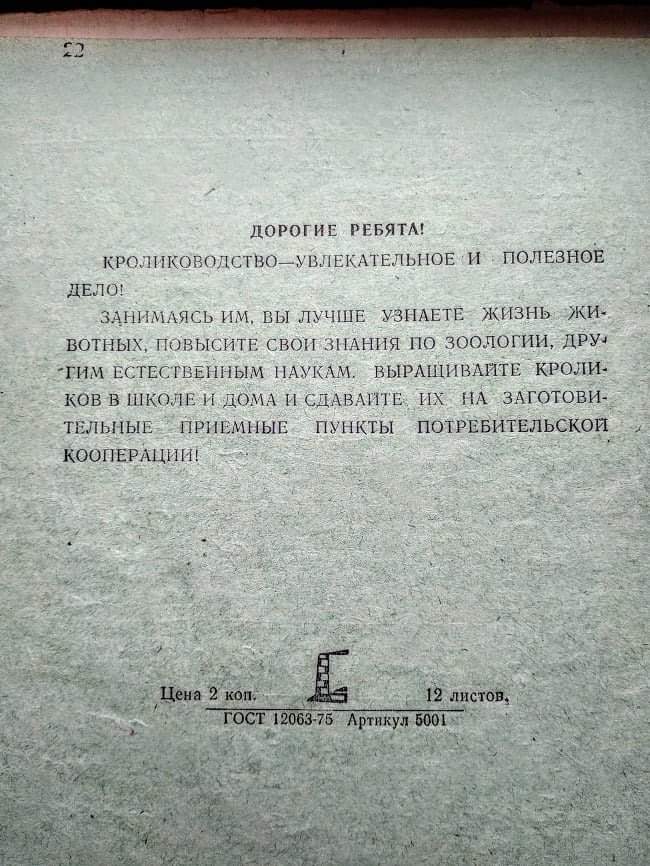 22
ДОРОГИЕ РЕБЯТА!
КРОЛИКОВОДСТВО—УВЛЕКАТЕЛЬНОЕ И ПОЛЕЗНОЕ
ДЕЛО!
ЗАНИМАЯСЬ ИМ, ВЫ ЛУЧШЕ УЗНАЕТЕ ЖИЗНЬ ЖИ-
ВОТНЫХ, ПОВЫСИТЕ СВОИ ЗНАНИЯ ПО ЗООЛОГИИ, ДРУ-
ГИМ ЕСТЕСТВЕННЫМ НАУКАМ. ВЫРАЩИВАЙТЕ КРОЛИ-
КОВ В ШКОЛЕ И ДОМА И СДАВАЙТЕ ИХ НА ЗАГОТОВИ-
ТЕЛЬНЫЕ ПРИЕМНЫЕ ПУНКТЫ ПОТРЕБИТЕЛЬСКОЙ
КООПЕРАЦИИ!
Цена 2 коп. 12 листов.
ГОСТ 12063-75 Артикул 5001